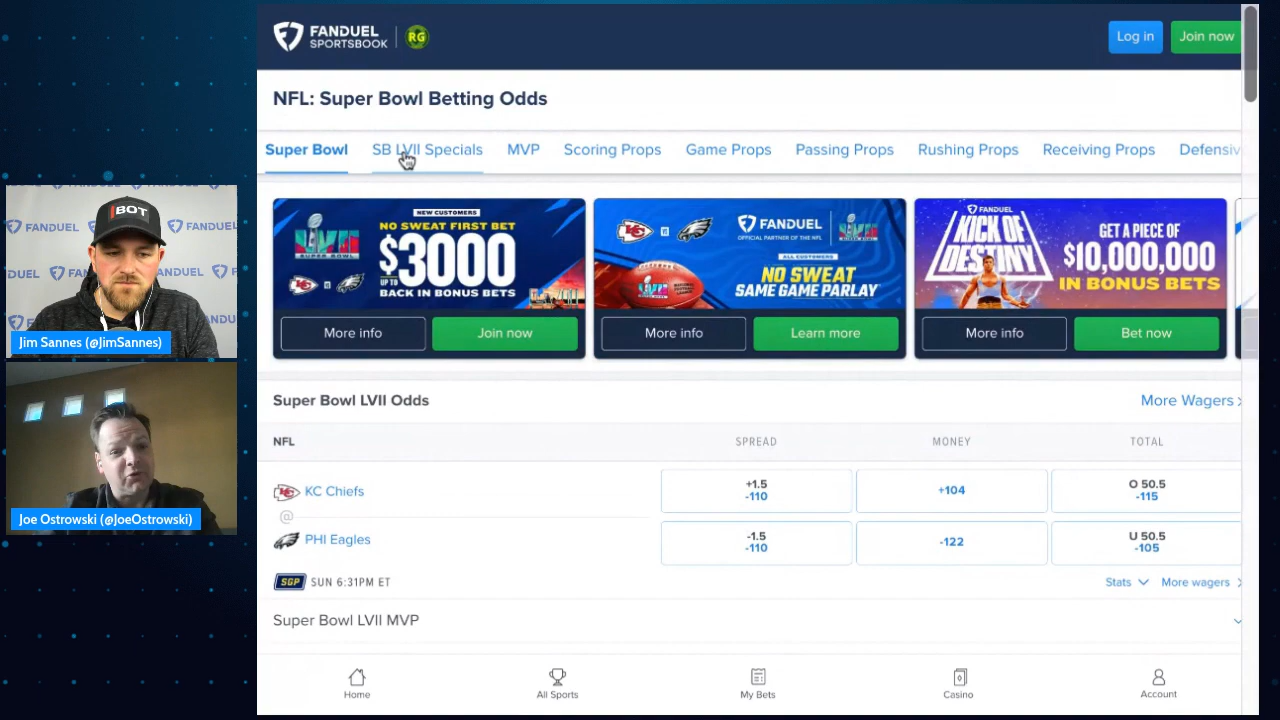 FANDUEL
SPORTSBOOK
RG
Log in
Join now
NFL: Super Bowl Betting Odds
Super Bowl
SB LVII Specials
MVP
Scoring Props
Game Props
Passing Props
Rushing Props
Receiving Props
Defensiv
NEW CUSTOMERS
NO SWEAT FIRST BET
UP TO $3000
BACK IN BONUS BETS
FANDUEL
OFFICIAL PARTNER OF THE NFL
ALL CUSTOMERS
NO SWEAT
SAME GAME PARLAY
FANDUEL
KICK OF
DESTINY
GET A PIECE OF
$10,000,000
IN BONUS BETS
More info
Join now
More info
Learn more
More info
Bet now
Super Bowl LVII Odds
More Wagers
NFL
SPREAD
MONEY
TOTAL
KC Chiefs
+1.5
-110
+104
O 50.5
-115
@
PHI Eagles
-1.5
-110
-122
U 50.5
-105
SGP
SUN 6:31PM ET
Stats
More wagers
Super Bowl LVII MVP
Home
All Sports
My Bets
Casino
Account
BOT
FANDUEL
Jim Sannes (@JimSannes)
Joe Ostrowski (@JoeOstrowski)